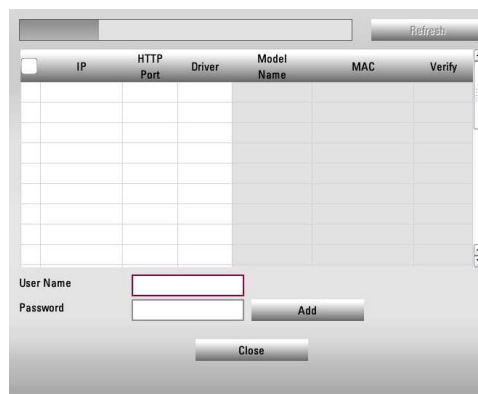 Refresh
IP HTTP Port Driver Model Name MAC Verify
User Name
Password Add
Close